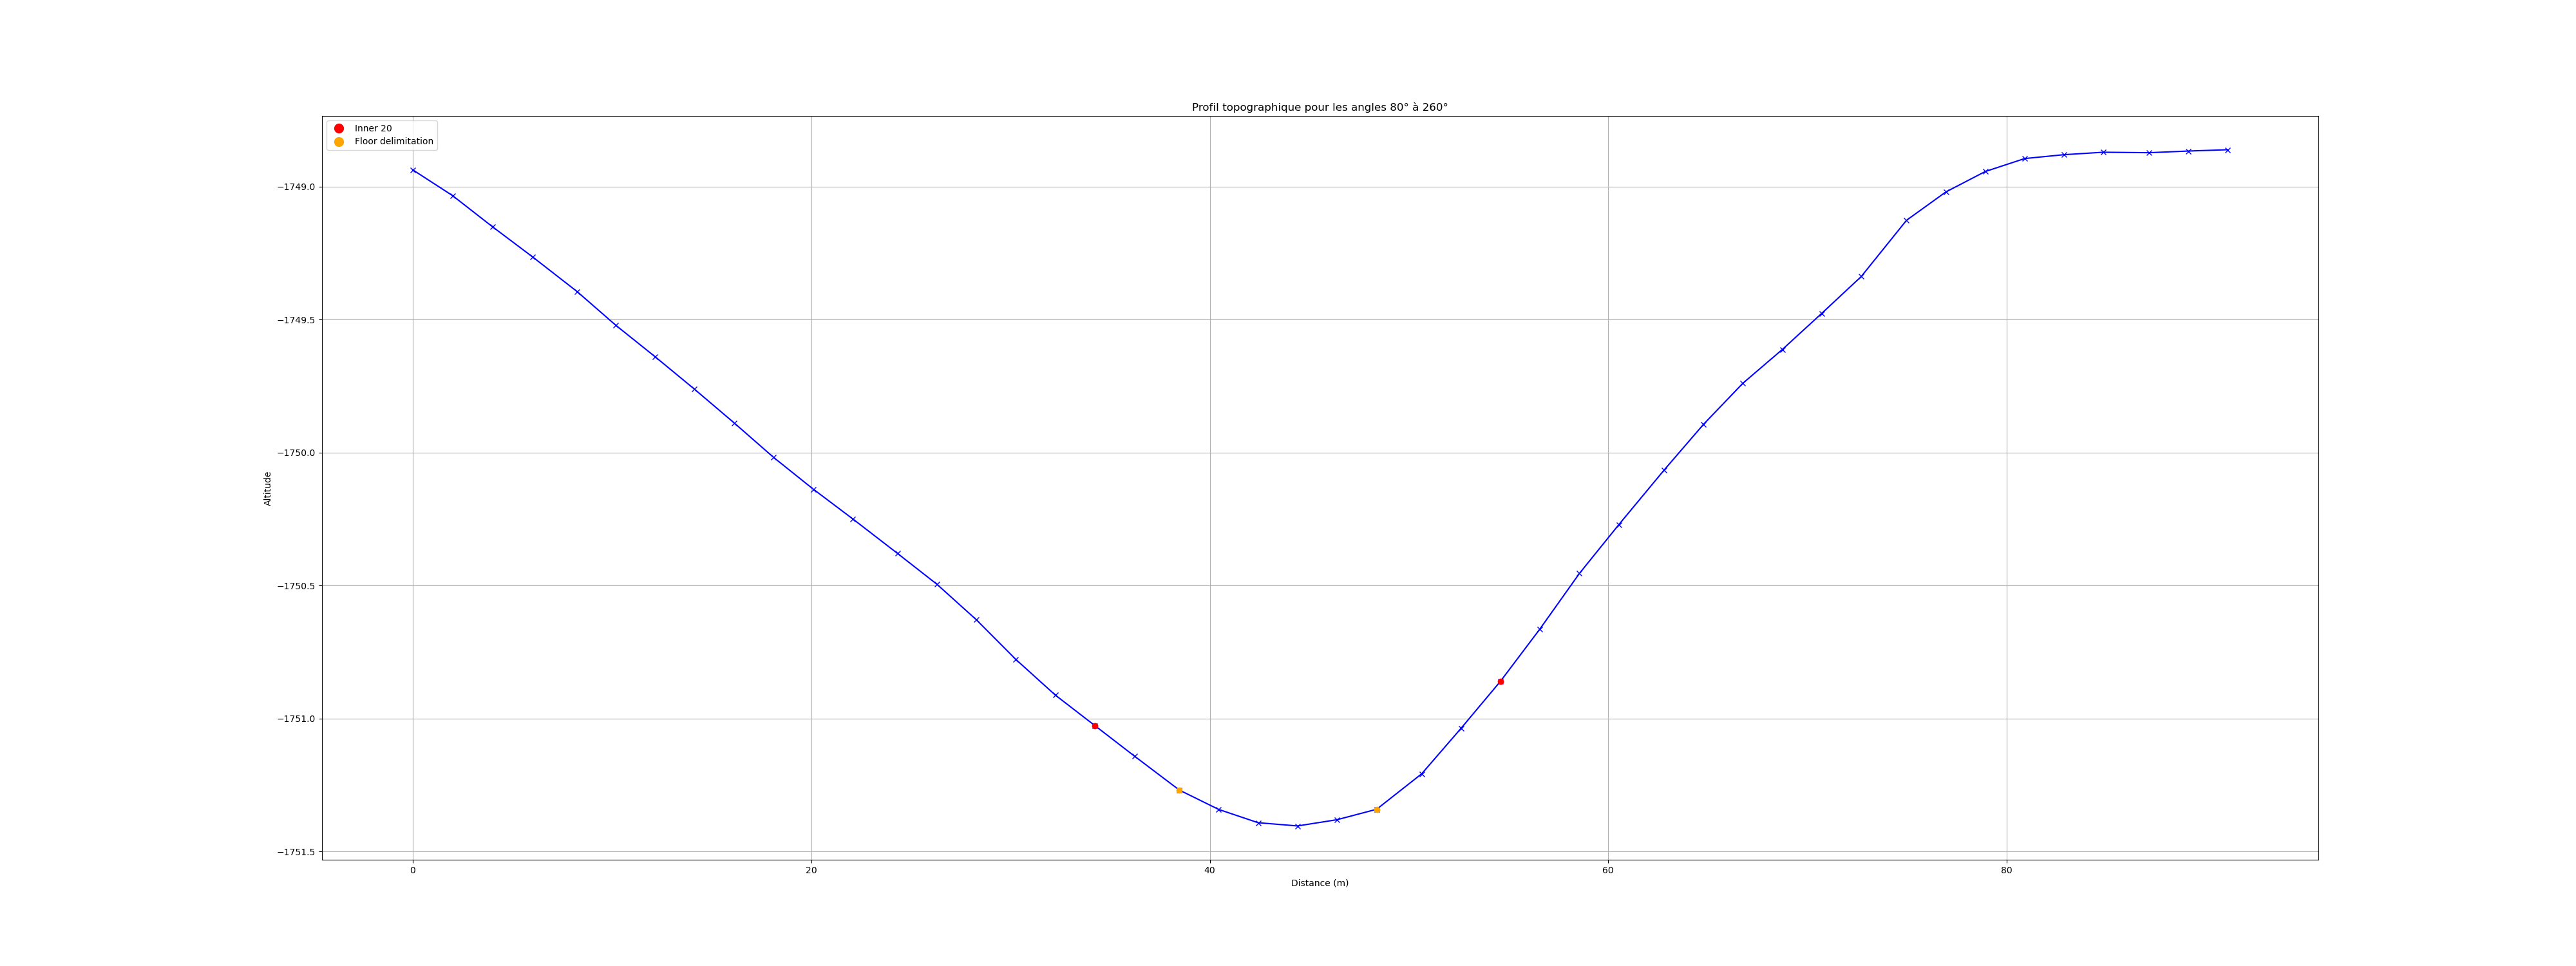 Profil topographique pour les angles 80° à 260°
Inner 20
Floor delimitation
−1749.0
−1749.5
−1750.0
−1750.5
−1751.0
−1751.5
Altitude
0 20 40 60 80
Distance (m)